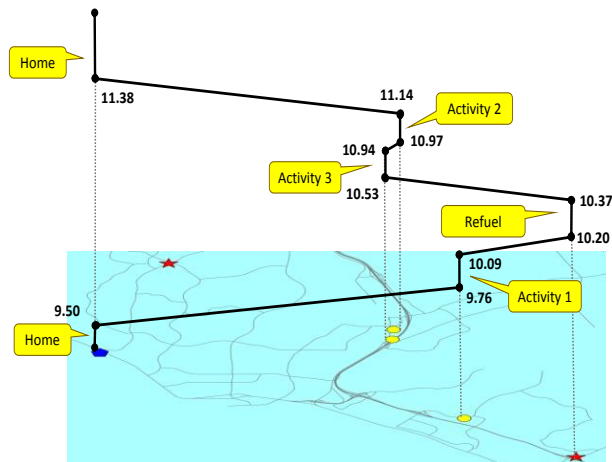 Home
11.38
11.14
Activity 2
10.97
10.94
Activity 3
10.53
10.37
Refuel
10.20
10.09
9.76
Activity 1
9.50
Home